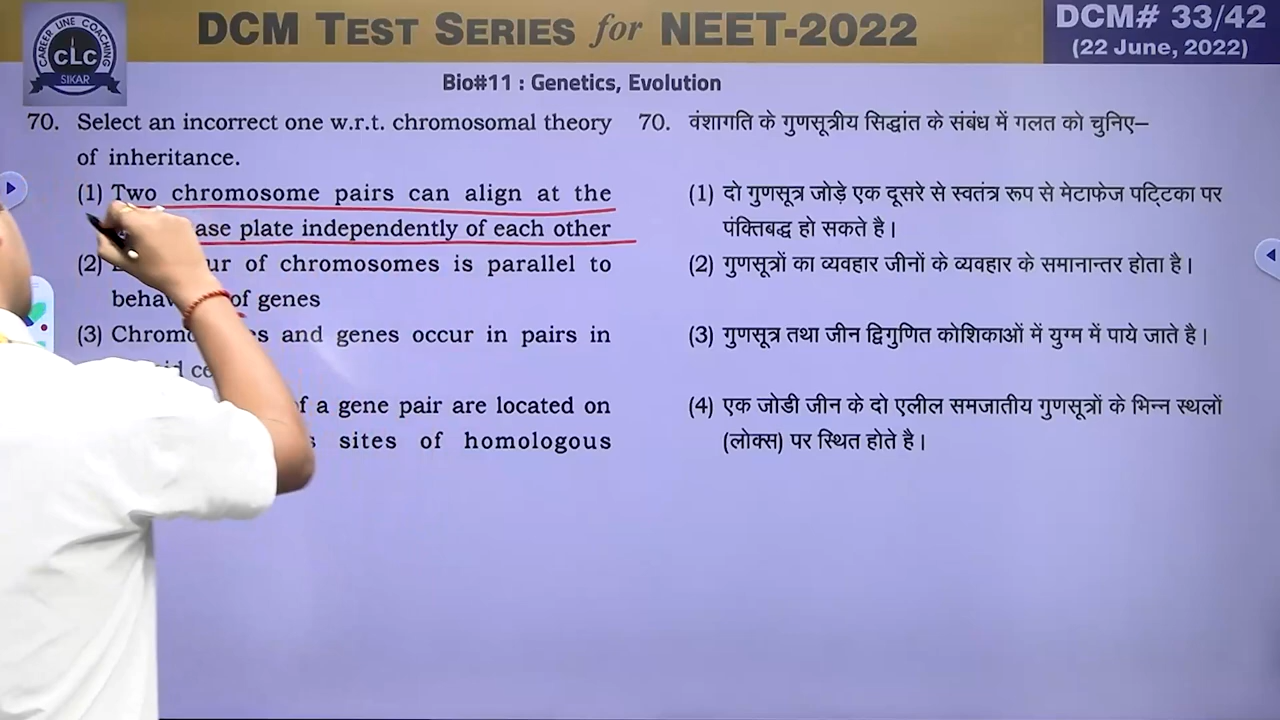 CAREER LINE COACHING
CLC
SIKAR
DCM TEST SERIES for NEET-2022
DCM# 33/42
(22 June, 2022)
Bio#11 : Genetics, Evolution
70. Select an incorrect one w.r.t. chromosomal theory
of inheritance.
(1) Two chromosome pairs can align at the
plate independently of each other
(2) of chromosomes is parallel to
of genes
(3) and genes occur in pairs in
of a gene pair are located on
sites of homologous
70. वंशागति के गुणसूत्रीय सिद्धांत के संबंध में गलत को चुनिए–
(1) दो गुणसूत्र जोड़े एक दूसरे से स्वतंत्र रूप से मेटाफेज पट्टिका पर
पंक्तिबद्ध हो सकते है।
(2) गुणसूत्रों का व्यवहार जीनों के व्यवहार के समानान्तर होता है।
(3) गुणसूत्र तथा जीन द्विगुणित कोशिकाओं में युग्म में पाये जाते है।
(4) एक जोडी जीन के दो एलील समजातीय गुणसूत्रों के भिन्न स्थलों
(लोक्स) पर स्थित होते है।